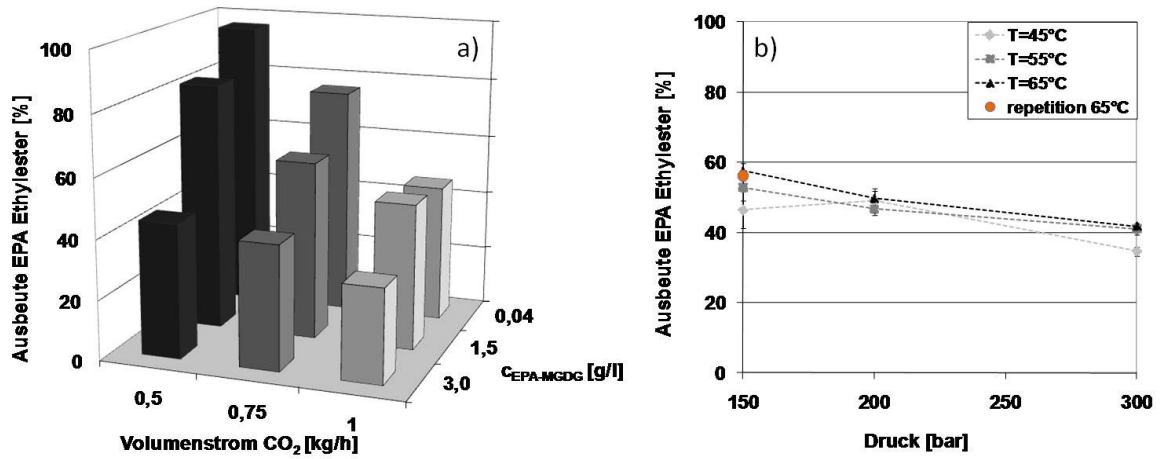 a)
Ausbeute EPA Ethylester [%]
100
80
60
40
20
0
0,5
0,75
1
Volumenstrom CO₂ [kg/h]
0,04
1,5
3,0
cEPA-MGDG [g/l]
b)
Ausbeute EPA Ethylester [%]
100
80
60
40
20
0
150
200
250
300
Druck [bar]
T=45°C
T=55°C
T=65°C
repetition 65°C